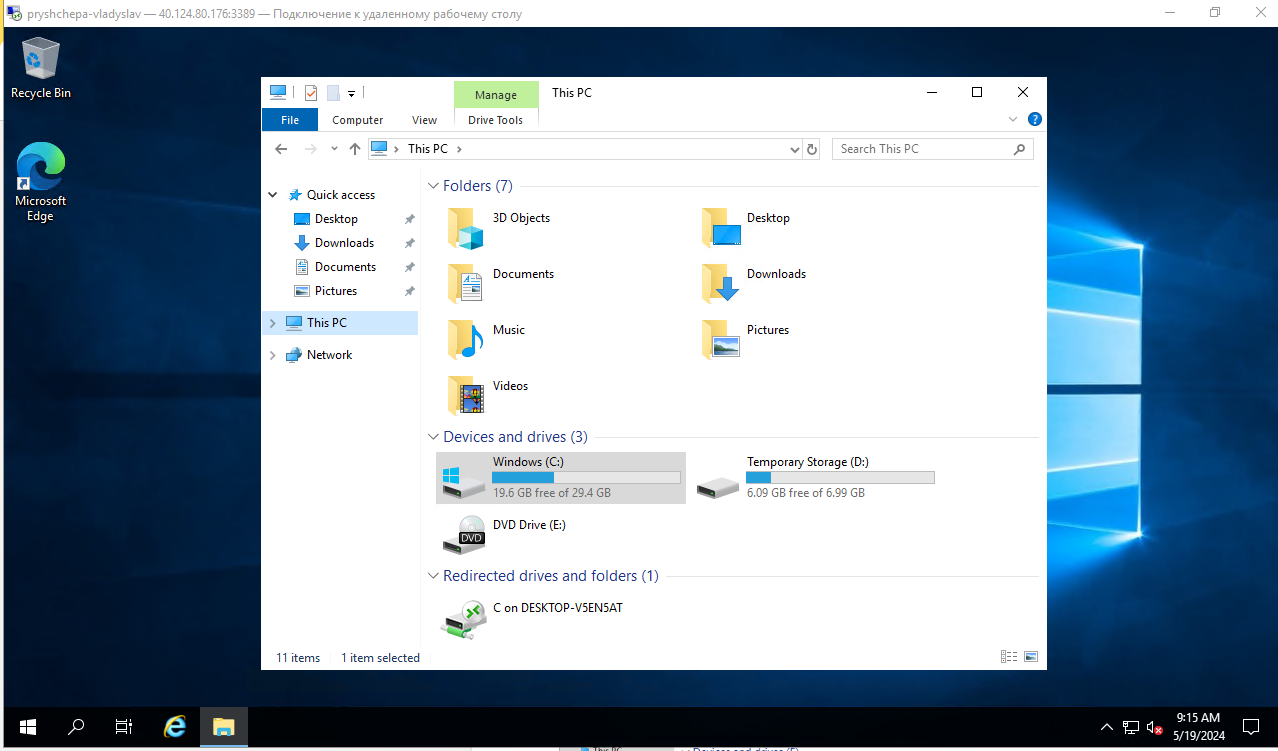 pryshchepa-vladyslav — 40.124.80.176:3389 — Подключение к удаленному рабочему столу
Recycle Bin
Microsoft
Edge
Manage
This PC
File
Computer
View
Drive Tools
This PC
Search This PC
Quick access
Desktop
Downloads
Documents
Pictures
This PC
Network
Folders (7)
3D Objects
Desktop
Documents
Downloads
Music
Pictures
Videos
Devices and drives (3)
Windows (C:)
19.6 GB free of 29.4 GB
Temporary Storage (D:)
6.09 GB free of 6.99 GB
DVD
DVD Drive (E:)
Redirected drives and folders (1)
C on DESKTOP-V5EN5AT
11 items
1 item selected
9:15 AM
5/19/2024